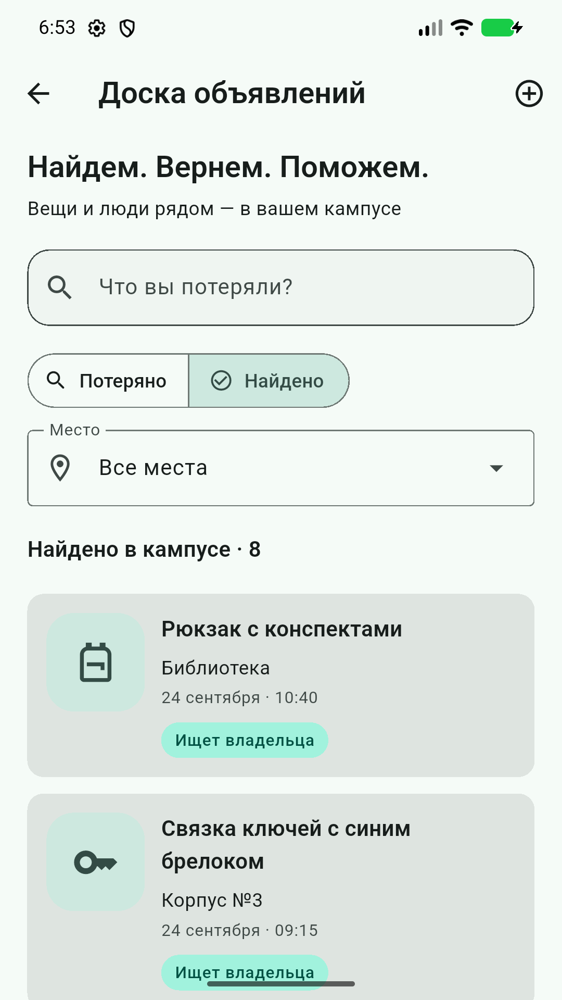 6:53
Доска объявлений
Найдем. Вернем. Поможем.
Вещи и люди рядом — в вашем кампусе
Что вы потеряли?
Потеряно
Найдено
Место
Все места
Найдено в кампусе · 8
Рюкзак с конспектами
Библиотека
24 сентября · 10:40
Ищет владельца
Связка ключей с синим
брелоком
Корпус №3
24 сентября · 09:15
Ищет владельца